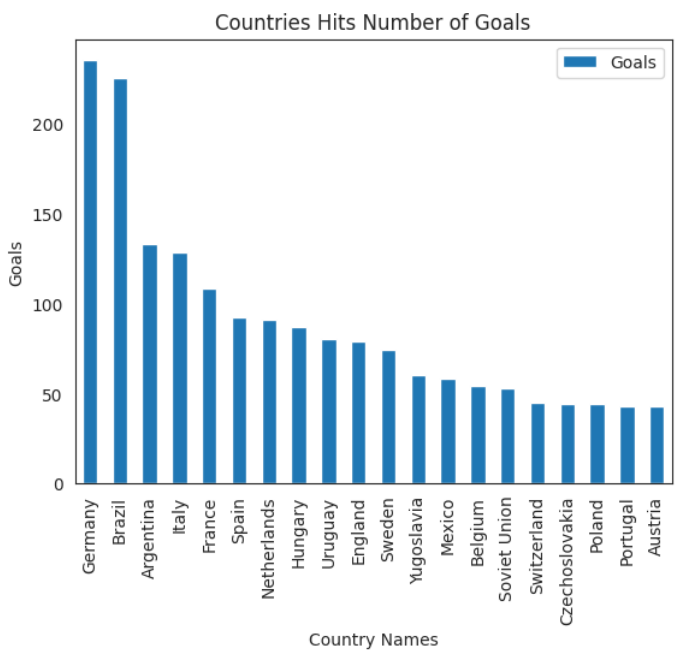 Countries Hits Number of Goals
Goals
200
150
100
50
0
Goals
Germany
Brazil
Argentina
Italy
France
Spain
Netherlands
Hungary
Uruguay
England
Sweden
Yugoslavia
Mexico
Belgium
Soviet Union
Switzerland
Czechoslovakia
Poland
Portugal
Austria
Country Names